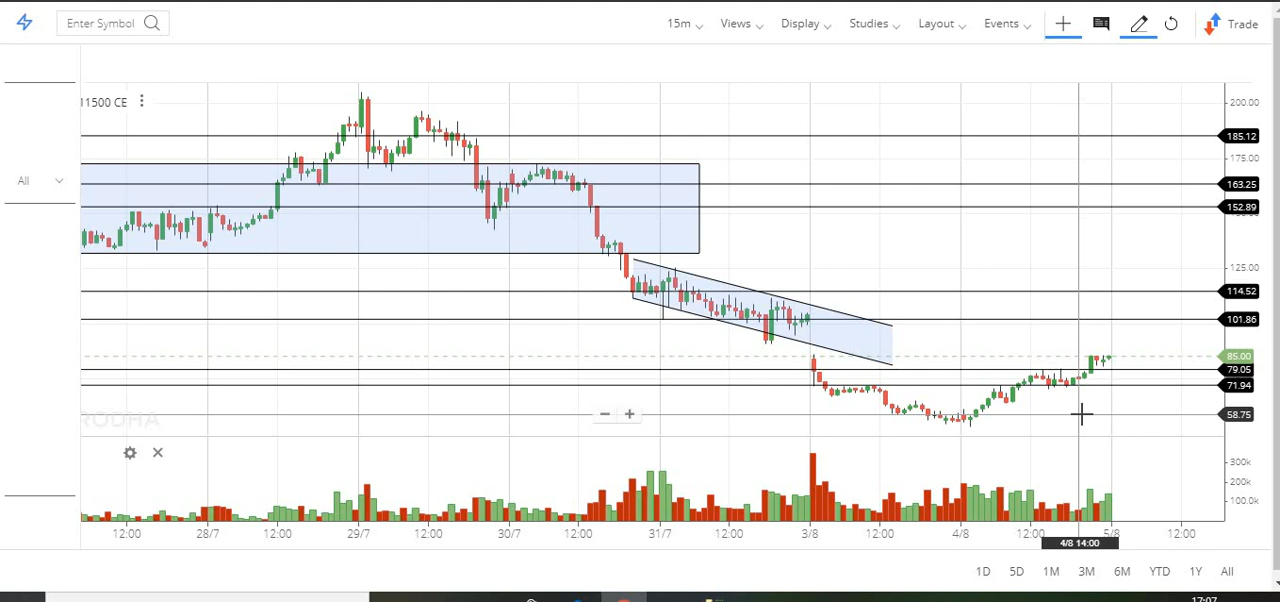 Enter Symbol 15m Views Display Studies Layout Events Trade
11500 CE
200.00
185.12
175.00
All
163.25
152.89
125.00
114.52
101.86
85.00
79.05
71.94
58.75
RODHA
300k
200k
100.0k
12:00 28/7 12:00 29/7 12:00 30/7 12:00 31/7 12:00 3/8 12:00 4/8 12:00 5/8 12:00
4/8 14:00
1D 5D 1M 3M 6M YTD 1Y All
17:07